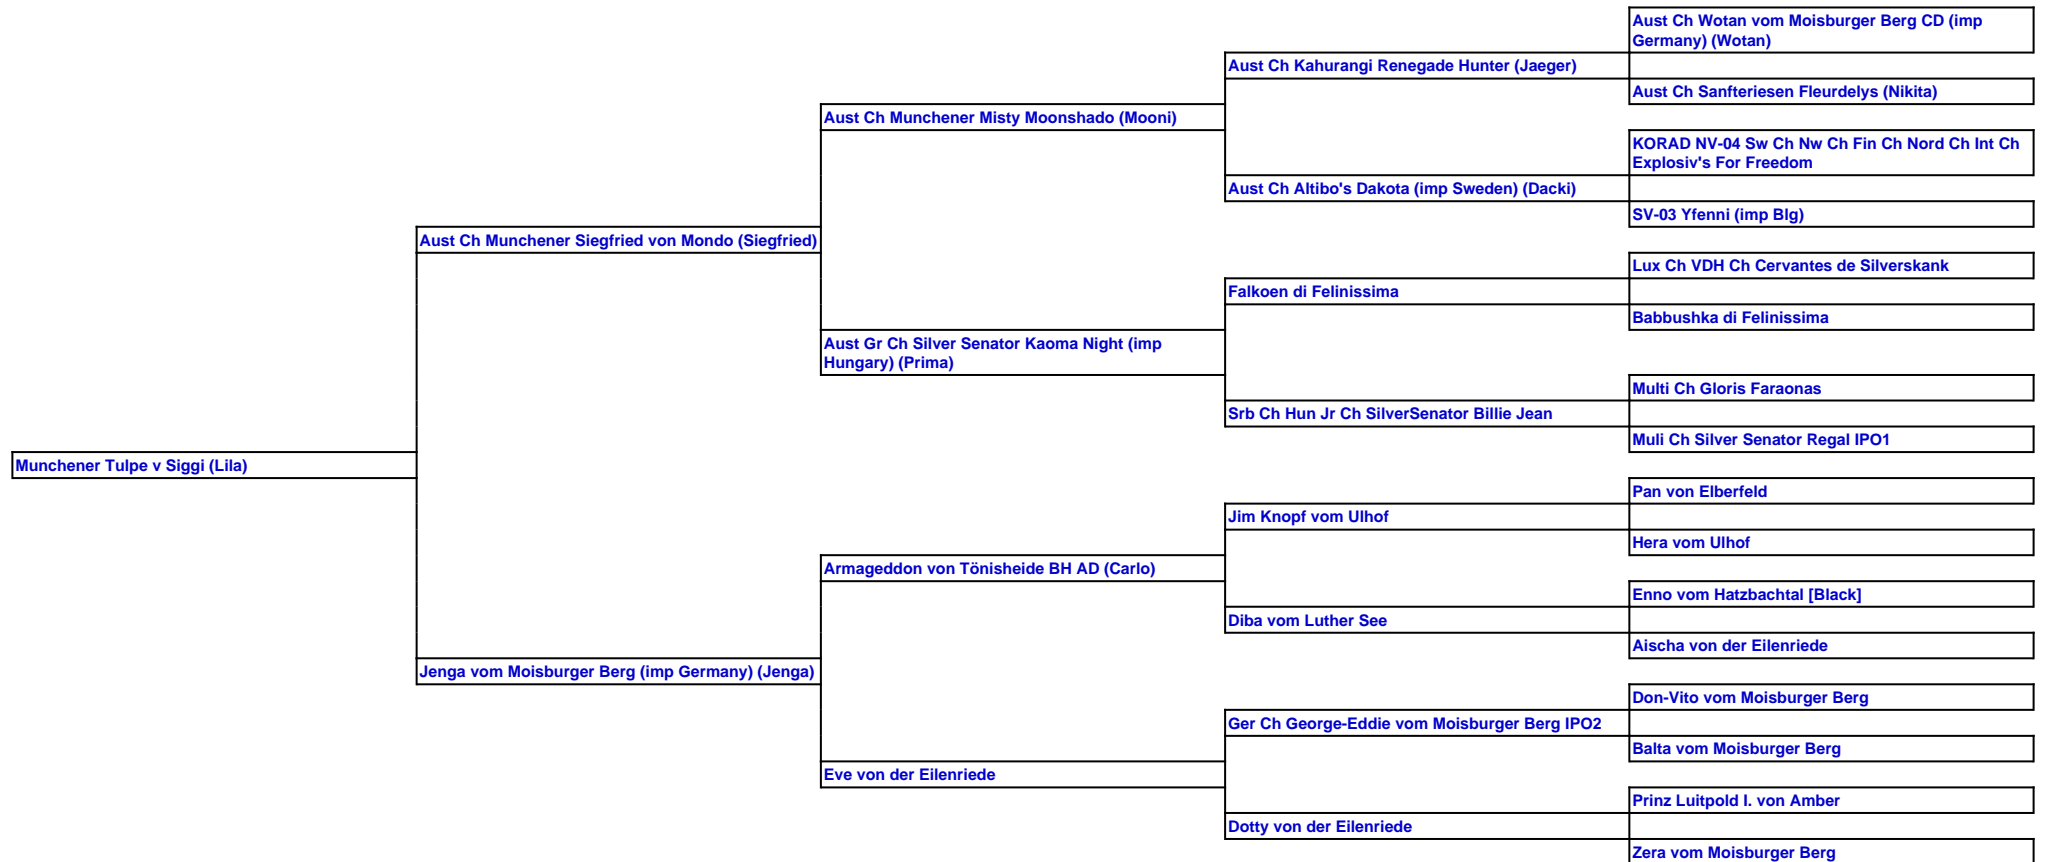 Aust Ch Wotan vom Moisburger Berg CD (imp
Germany) (Wotan)
Aust Ch Kahurangi Renegade Hunter (Jaeger)
Aust Ch Sanfteriesen Fleurdelys (Nikita)
Aust Ch Munchener Misty Moonshado (Mooni)
KORAD NV-04 Sw Ch Nw Ch Fin Ch Nord Ch Int Ch
Explosiv's For Freedom
Aust Ch Altibo's Dakota (imp Sweden) (Dacki)
SV-03 Yfenni (imp Blg)
Aust Ch Munchener Siegfried von Mondo (Siegfried)
Lux Ch VDH Ch Cervantes de Silverskank
Falkoen di Felinissima
Babbushka di Felinissima
Aust Gr Ch Silver Senator Kaoma Night (imp
Hungary) (Prima)
Multi Ch Gloris Faraonas
Srb Ch Hun Jr Ch SilverSenator Billie Jean
Muli Ch Silver Senator Regal IPO1
Munchener Tulpe v Siggi (Lila)
Pan von Elberfeld
Jim Knopf vom Ulhof
Hera vom Ulhof
Armageddon von Tönisheide BH AD (Carlo)
Enno vom Hatzbachtal [Black]
Diba vom Luther See
Aischa von der Eilenriede
Jenga vom Moisburger Berg (imp Germany) (Jenga)
Don-Vito vom Moisburger Berg
Ger Ch George-Eddie vom Moisburger Berg IPO2
Balta vom Moisburger Berg
Eve von der Eilenriede
Prinz Luitpold I. von Amber
Dotty von der Eilenriede
Zera vom Moisburger Berg